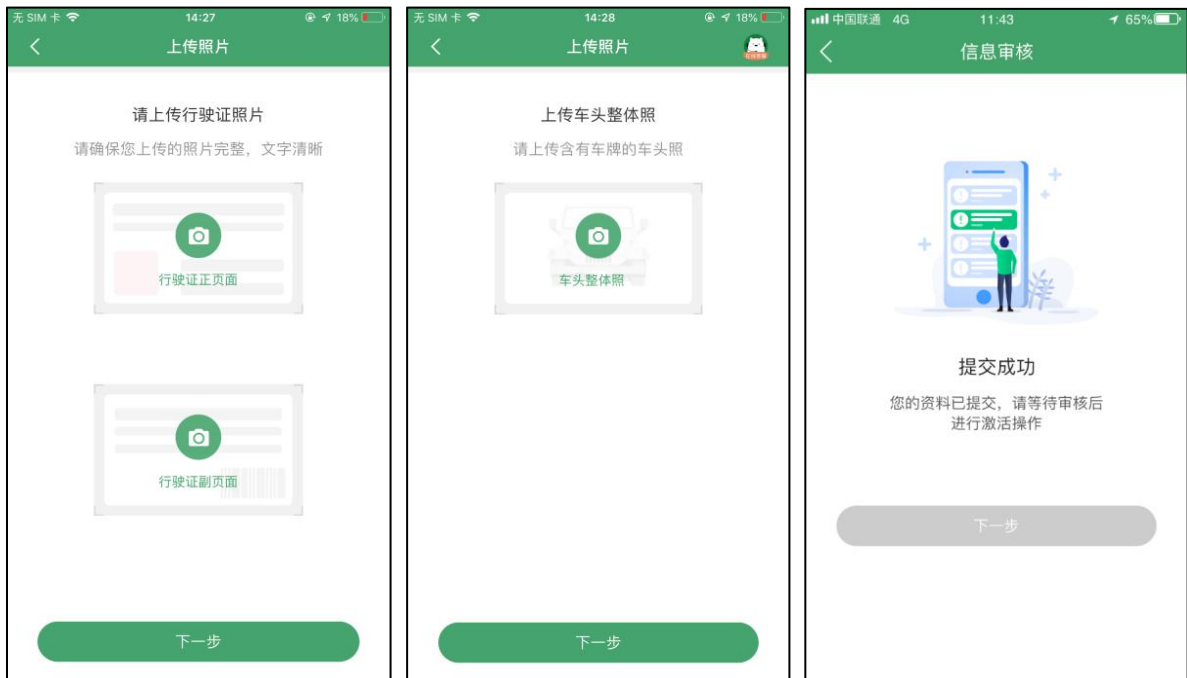 无 SIM 卡
14:27
18%
上传照片
请上传行驶证照片
请确保您上传的照片完整，文字清晰
行驶证正页面
行驶证副页面
下一步
无 SIM 卡
14:28
18%
上传照片
上传车头整体照
请上传含有车牌的车头照
车头整体照
下一步
中国联通 4G
11:43
65%
信息审核
提交成功
您的资料已提交，请等待审核后
进行激活操作
下一步